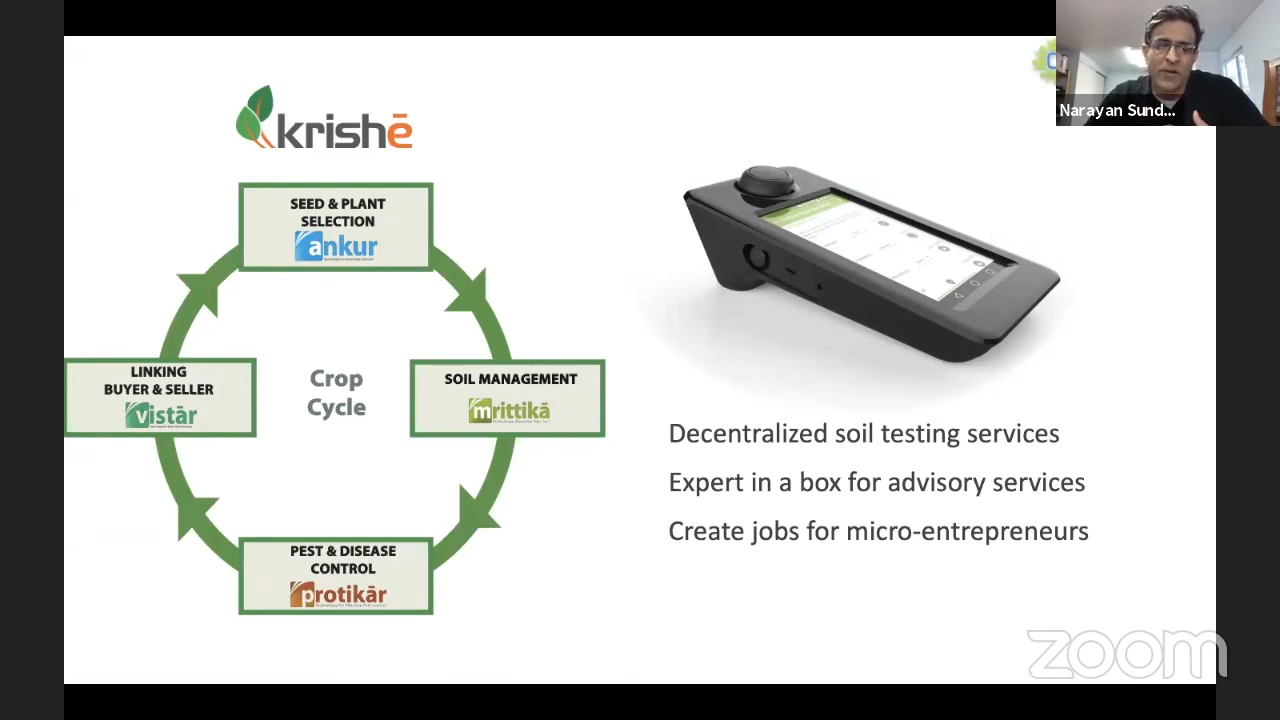 Narayan Sund...
krishē
SEED & PLANT
SELECTION
ankur
LINKING
BUYER & SELLER
vistār
Crop
Cycle
SOIL MANAGEMENT
mrittikā
PEST & DISEASE
CONTROL
protikār
Decentralized soil testing services
Expert in a box for advisory services
Create jobs for micro-entrepreneurs
zoom